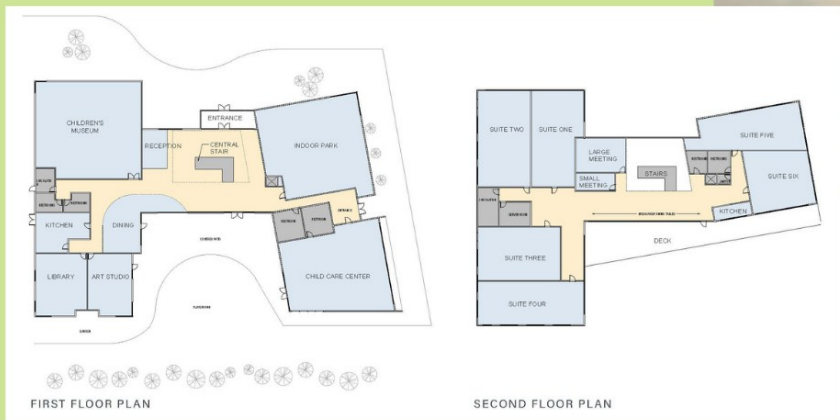 CHILDREN'S
MUSEUM
RECEPTION
ENTRANCE
CENTRAL
STAIR
INDOOR PARK
KITCHEN
DINING
LIBRARY
ART STUDIO
CHILD CARE CENTER
FIRST FLOOR PLAN
SUITE TWO
SUITE ONE
LARGE
MEETING
SMALL
MEETING
STAIRS
SUITE FIVE
SUITE SIX
KITCHEN
DECK
SUITE THREE
SUITE FOUR
SECOND FLOOR PLAN